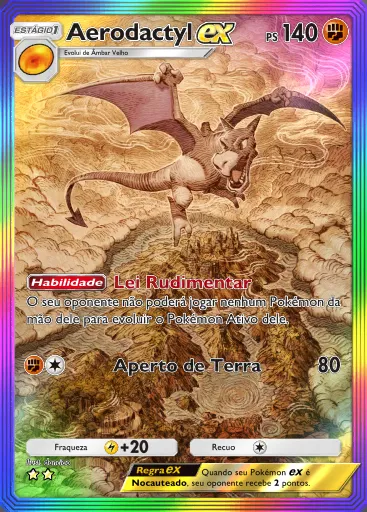 ESTÁGIO 1
Aerodactyl ex
PS 140
Evolui de Âmbar Velho
Habilidade Lei Rudimentar
O seu oponente não poderá jogar nenhum Pokémon da
mão dele para evoluir o Pokémon Ativo dele.
Aperto de Terra 80
Fraqueza +20 Recuo
Regra ex Quando seu Pokémon ex é
Nocauteado, seu oponente recebe 2 pontos.